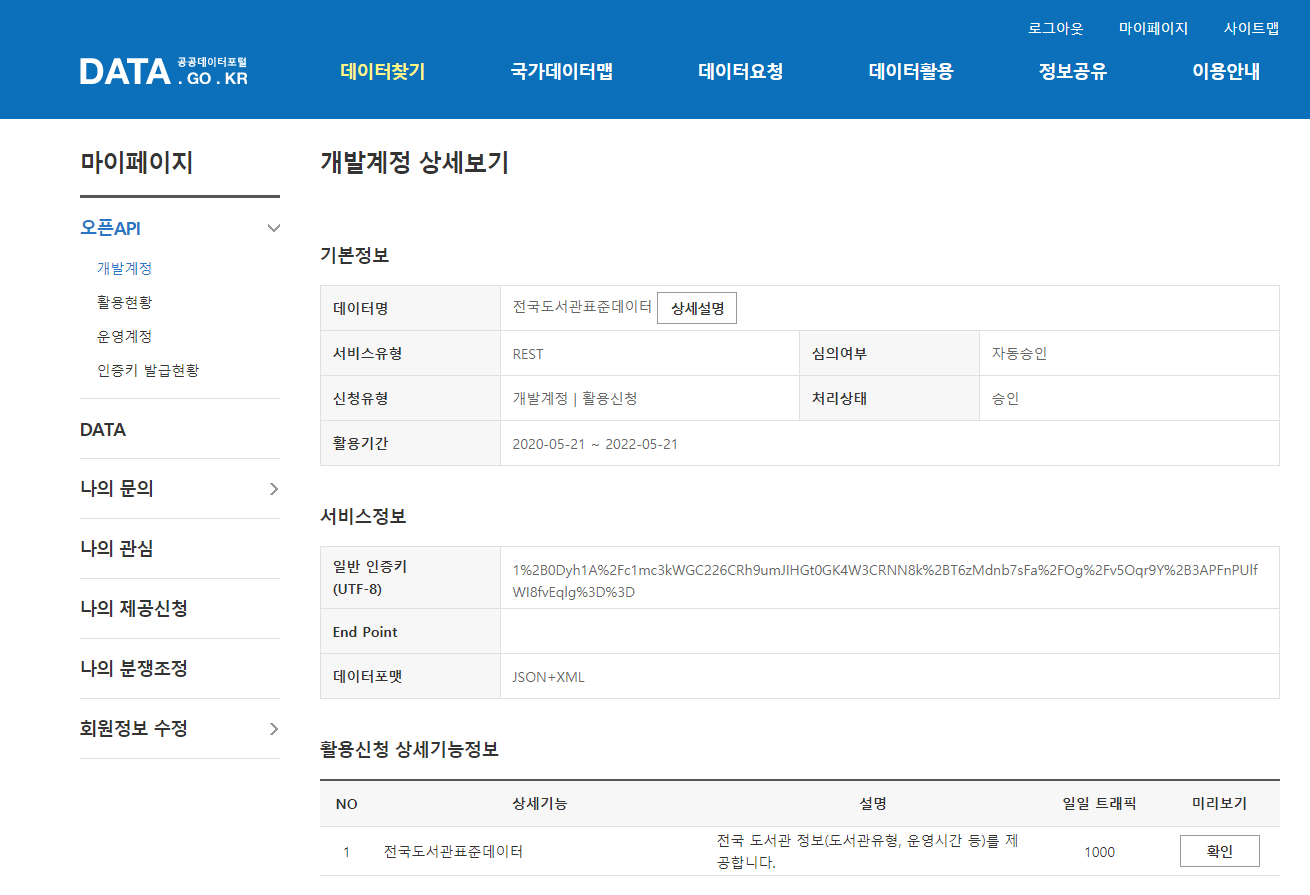 로그아웃 마이페이지 사이트맵
DATA 공공데이터포털 . GO . KR
데이터찾기 국가데이터맵 데이터요청 데이터활용 정보공유 이용안내
마이페이지
오픈API
개발계정
활용현황
운영계정
인증키 발급현황
DATA
나의 문의
나의 관심
나의 제공신청
나의 분쟁조정
회원정보 수정
개발계정 상세보기
기본정보
데이터명 전국도서관표준데이터 상세설명
서비스유형 REST 심의여부 자동승인
신청유형 개발계정 | 활용신청 처리상태 승인
활용기간 2020-05-21 ~ 2022-05-21
서비스정보
일반 인증키
(UTF-8)
1%2B0Dyh1A%2Fc1mc3kWGC226CRh9umJIHGt0GK4W3CRNN8k%2BT6zMdnb7sFa%2FOg%2Fv5Oqr9Y%2B3APFnPUlf
WI8fvEqlg%3D%3D
End Point
데이터포맷 JSON+XML
활용신청 상세기능정보
NO 상세기능 설명 일일 트래픽 미리보기
1 전국도서관표준데이터 전국 도서관 정보(도서관유형, 운영시간 등)를 제
공합니다. 1000 확인